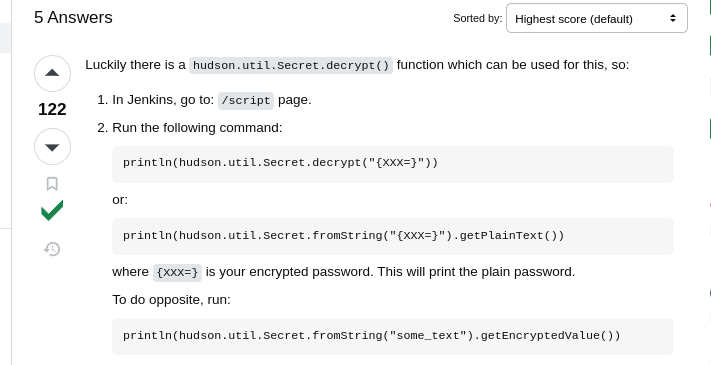 5 Answers
Sorted by:
Highest score (default)
Luckily there is a hudson.util.Secret.decrypt() function which can be used for this, so:
122
1. In Jenkins, go to: /script page.
2. Run the following command:
println(hudson.util.Secret.decrypt("{XXX=}"))
or:
println(hudson.util.Secret.fromString("{XXX=}").getPlainText())
where {XXX=} is your encrypted password. This will print the plain password.
To do opposite, run:
println(hudson.util.Secret.fromString("some_text").getEncryptedValue())